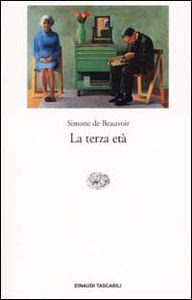 Simone de Beauvoir
La terza età
EINAUDI TASCABILI